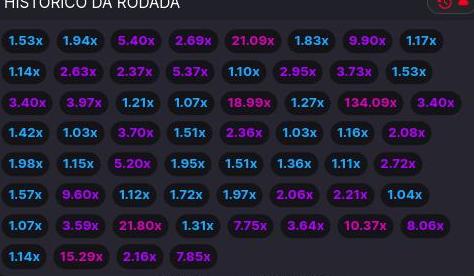 HISTÓRICO DA RODADA
1.53x 1.94x 5.40x 2.69x 21.09x 1.83x 9.90x 1.17x
1.14x 2.63x 2.37x 5.37x 1.10x 2.95x 3.73x 1.53x
3.40x 3.97x 1.21x 1.07x 18.99x 1.27x 134.09x 3.40x
1.42x 1.03x 3.70x 1.51x 2.36x 1.03x 1.16x 2.08x
1.98x 1.15x 5.20x 1.95x 1.51x 1.36x 1.11x 2.72x
1.57x 9.60x 1.12x 1.72x 1.97x 2.06x 2.21x 1.04x
1.07x 3.59x 21.80x 1.31x 7.75x 3.64x 10.37x 8.06x
1.14x 15.29x 2.16x 7.85x